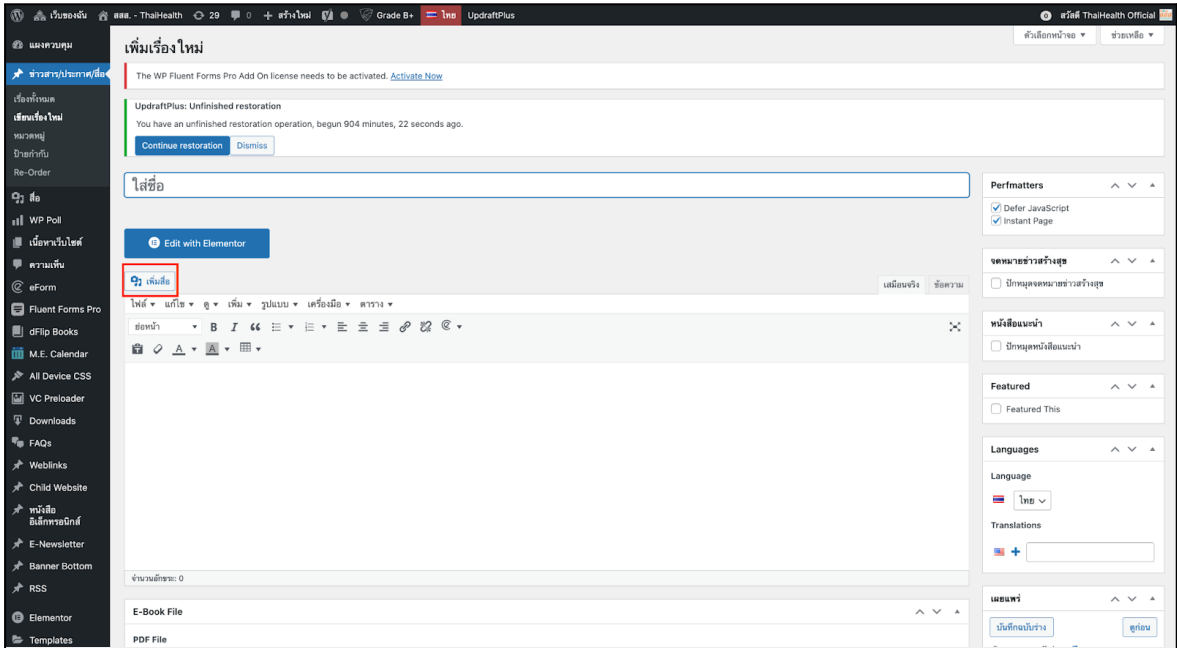 เว็บของฉัน สสส. - ThaiHealth 29 0 + สร้างใหม่ Grade B+ ไทย UpdraftPlus สวัสดี ThaiHealth Official
แผงควบคุม
ข่าวสาร/ประกาศ/สื่อ
เรื่องทั้งหมด
เขียนเรื่องใหม่
หมวดหมู่
ป้ายกำกับ
Re-Order
สื่อ
WP Poll
เนื้อหาเว็บไซต์
ความเห็น
eForm
Fluent Forms Pro
dFlip Books
M.E. Calendar
All Device CSS
VC Preloader
Downloads
FAQs
Weblinks
Child Website
หนังสือ
อิเล็กทรอนิกส์
E-Newsletter
Banner Bottom
RSS
Elementor
Templates
ตัวเลือกหน้าจอ ช่วยเหลือ
เพิ่มเรื่องใหม่
The WP Fluent Forms Pro Add On license needs to be activated. Activate Now
UpdraftPlus: Unfinished restoration
You have an unfinished restoration operation, begun 904 minutes, 22 seconds ago.
Continue restoration Dismiss
ใส่ชื่อ
Edit with Elementor
เพิ่มสื่อ
เสมือนจริง ข้อความ
ไฟล์ แก้ไข ดู เพิ่ม รูปแบบ เครื่องมือ ตาราง
ย่อหน้า B I
A A
จำนวนอักขระ: 0
E-Book File
PDF File
Perfmatters
Defer JavaScript
Instant Page
จดหมายข่าวสร้างสุข
ปักหมุดจดหมายข่าวสร้างสุข
หนังสือแนะนำ
ปักหมุดหนังสือแนะนำ
Featured
Featured This
Languages
Language
ไทย
Translations
เผยแพร่
บันทึกฉบับร่าง ดูก่อน